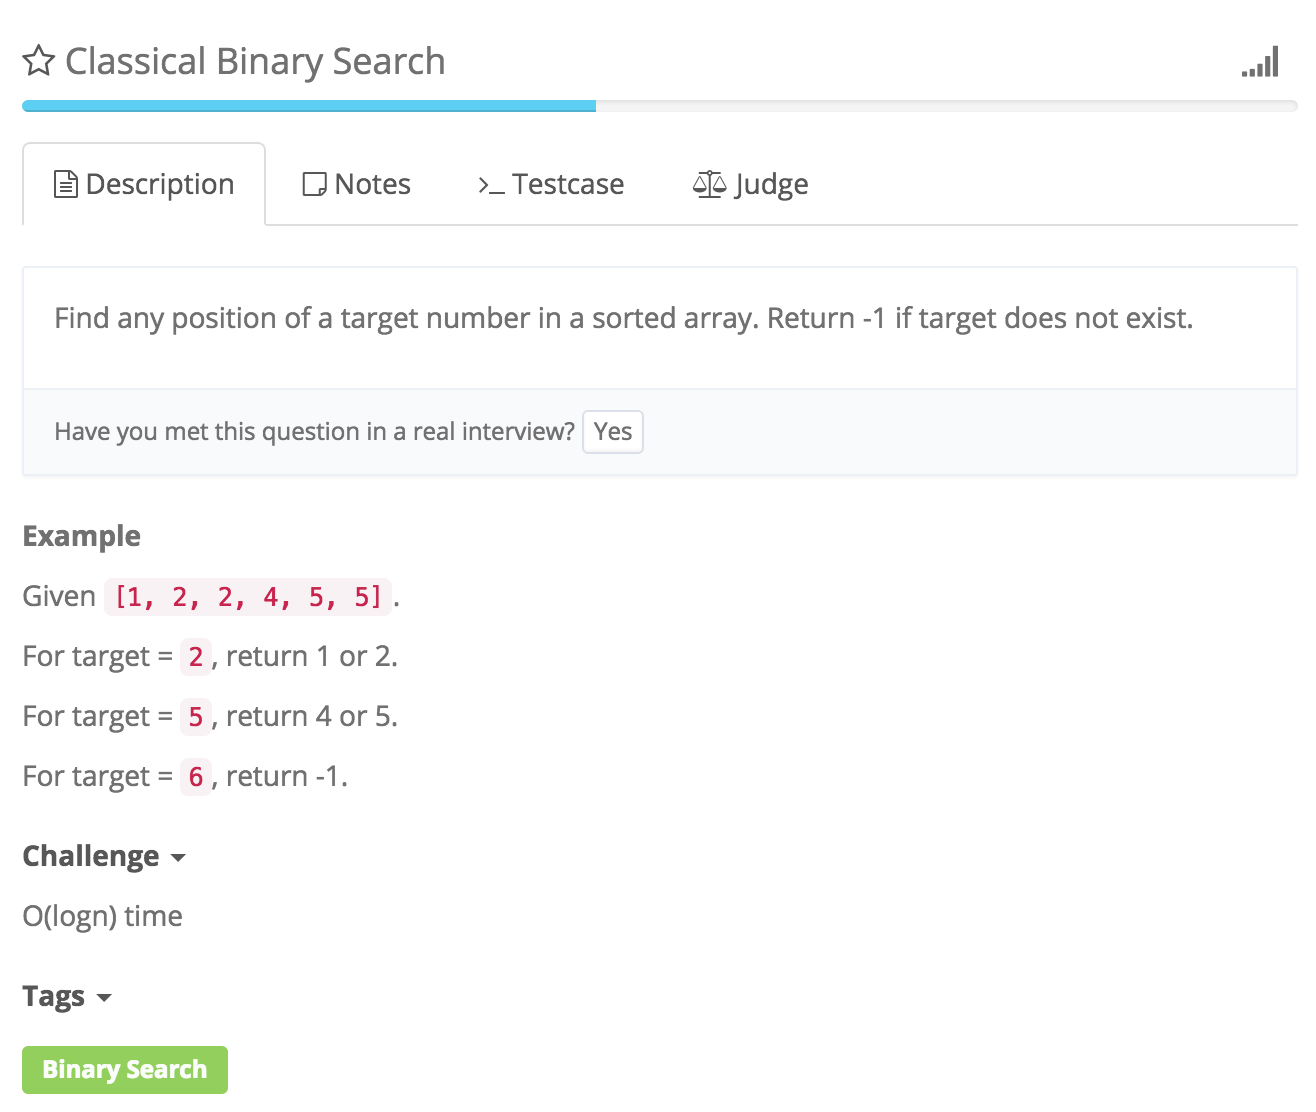 Classical Binary Search
Description Notes >_ Testcase Judge
Find any position of a target number in a sorted array. Return -1 if target does not exist.
Have you met this question in a real interview? Yes
Example
Given [1, 2, 2, 4, 5, 5].
For target = 2, return 1 or 2.
For target = 5, return 4 or 5.
For target = 6, return -1.
Challenge
O(logn) time
Tags
Binary Search